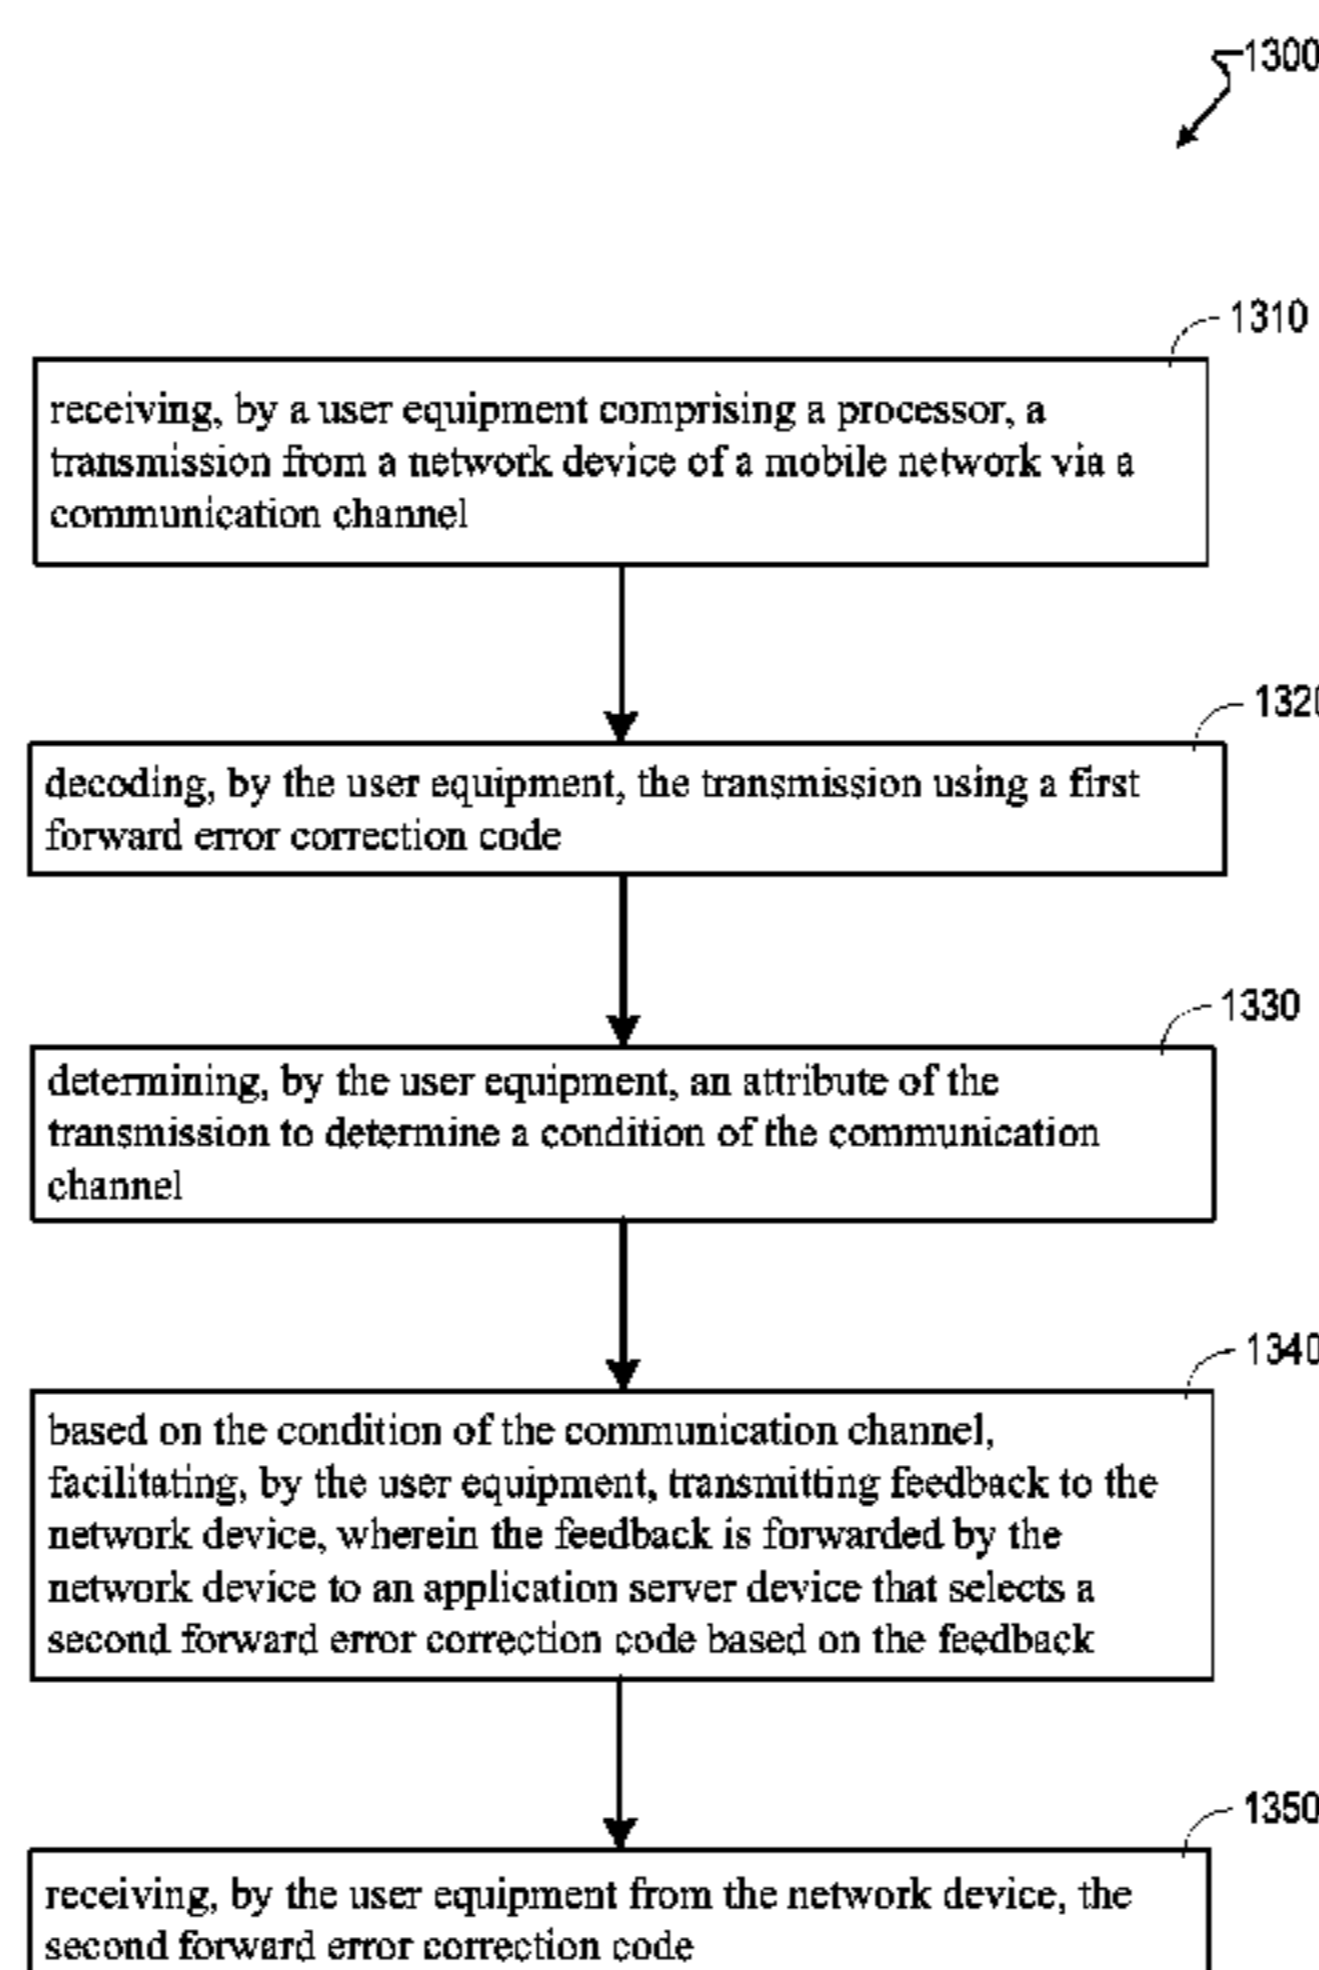 1300
1310
receiving, by a user equipment comprising a processor, a
transmission from a network device of a mobile network via a
communication channel
1320
decoding, by the user equipment, the transmission using a first
forward error correction code
1330
determining, by the user equipment, an attribute of the
transmission to determine a condition of the communication
channel
1340
based on the condition of the communication channel,
facilitating, by the user equipment, transmitting feedback to the
network device, wherein the feedback is forwarded by the
network device to an application server device that selects a
second forward error correction code based on the feedback
1350
receiving, by the user equipment from the network device, the
second forward error correction code